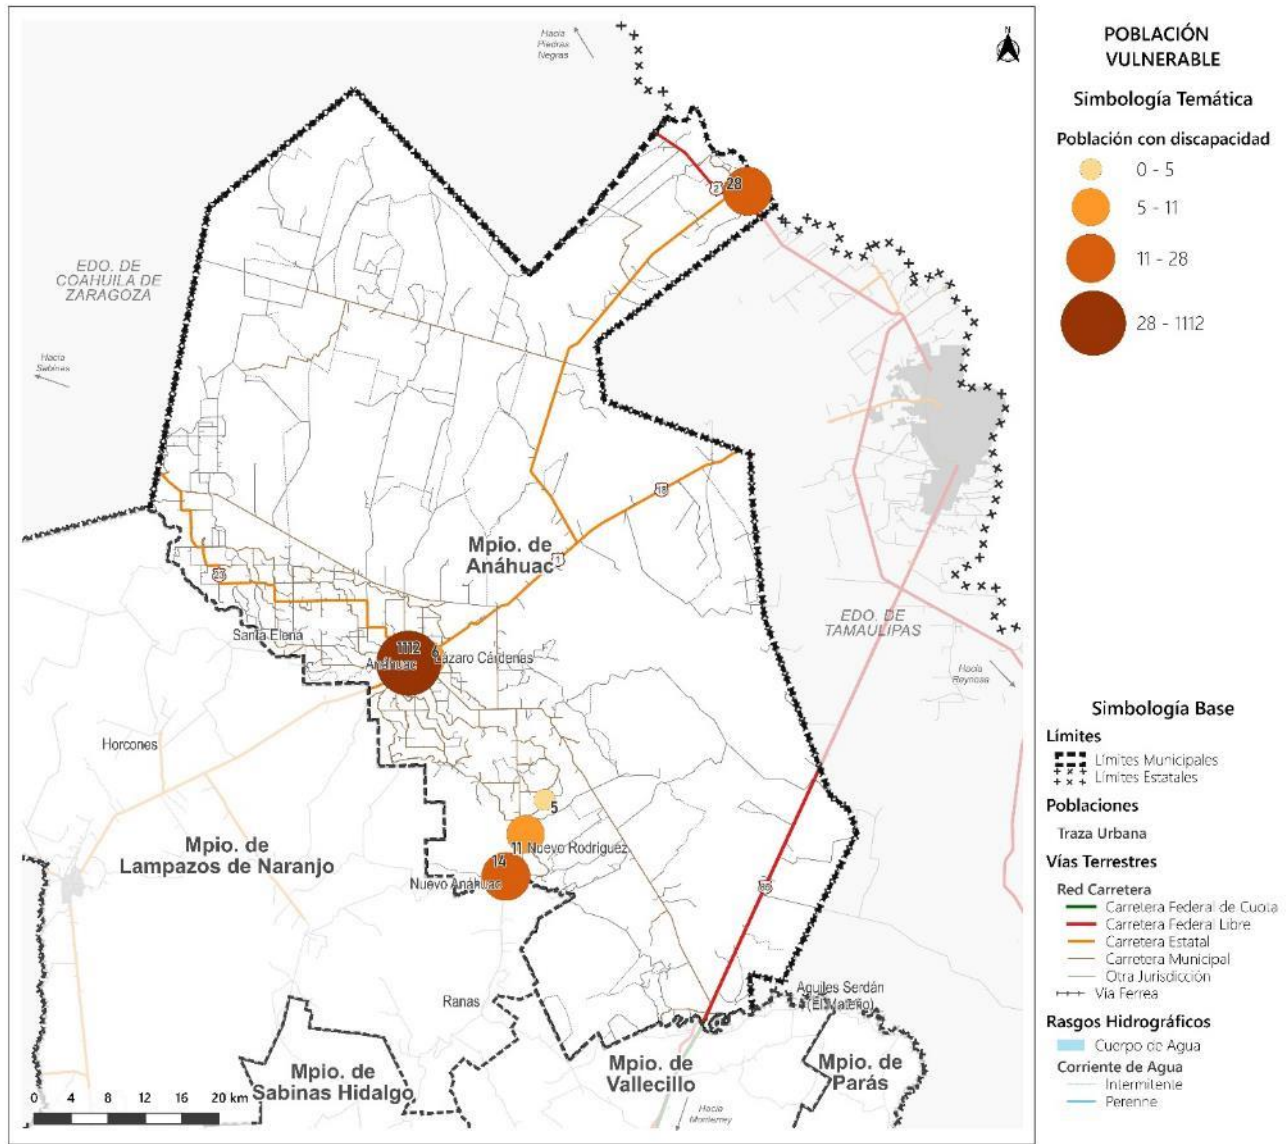 Hacia
Piedras
Negras
N
2
28
EDO. DE
COAHUILA DE
ZARAGOZA
Hacia
Sabinas
18
Mpio. de
Anáhuac
1
23
EDO. DE
TAMAULIPAS
Santa Elena
1112
6
Anáhuac
Lázaro Cárdenas
Hacia
Reynosa
Horcones
5
Mpio. de
Lampazos de Naranjo
11
Nuevo Rodríguez
14
Nuevo Anáhuac
85
Ranas
Aquiles Serdán
(El Mateño)
Mpio. de
Sabinas Hidalgo
Mpio. de
Vallecillo
Mpio. de
Parás
Hacia
Monterrey
0 4 8 12 16 20 km
POBLACIÓN
VULNERABLE
Simbología Temática
Población con discapacidad
0 - 5
5 - 11
11 - 28
28 - 1112
Simbología Base
Límites
Límites Municipales
Límites Estatales
Poblaciones
Traza Urbana
Vías Terrestres
Red Carretera
Carretera Federal de Cuota
Carretera Federal Libre
Carretera Estatal
Carretera Municipal
Otra Jurisdicción
Vía Ferrea
Rasgos Hidrográficos
Cuerpo de Agua
Corriente de Agua
Intermitente
Perenne